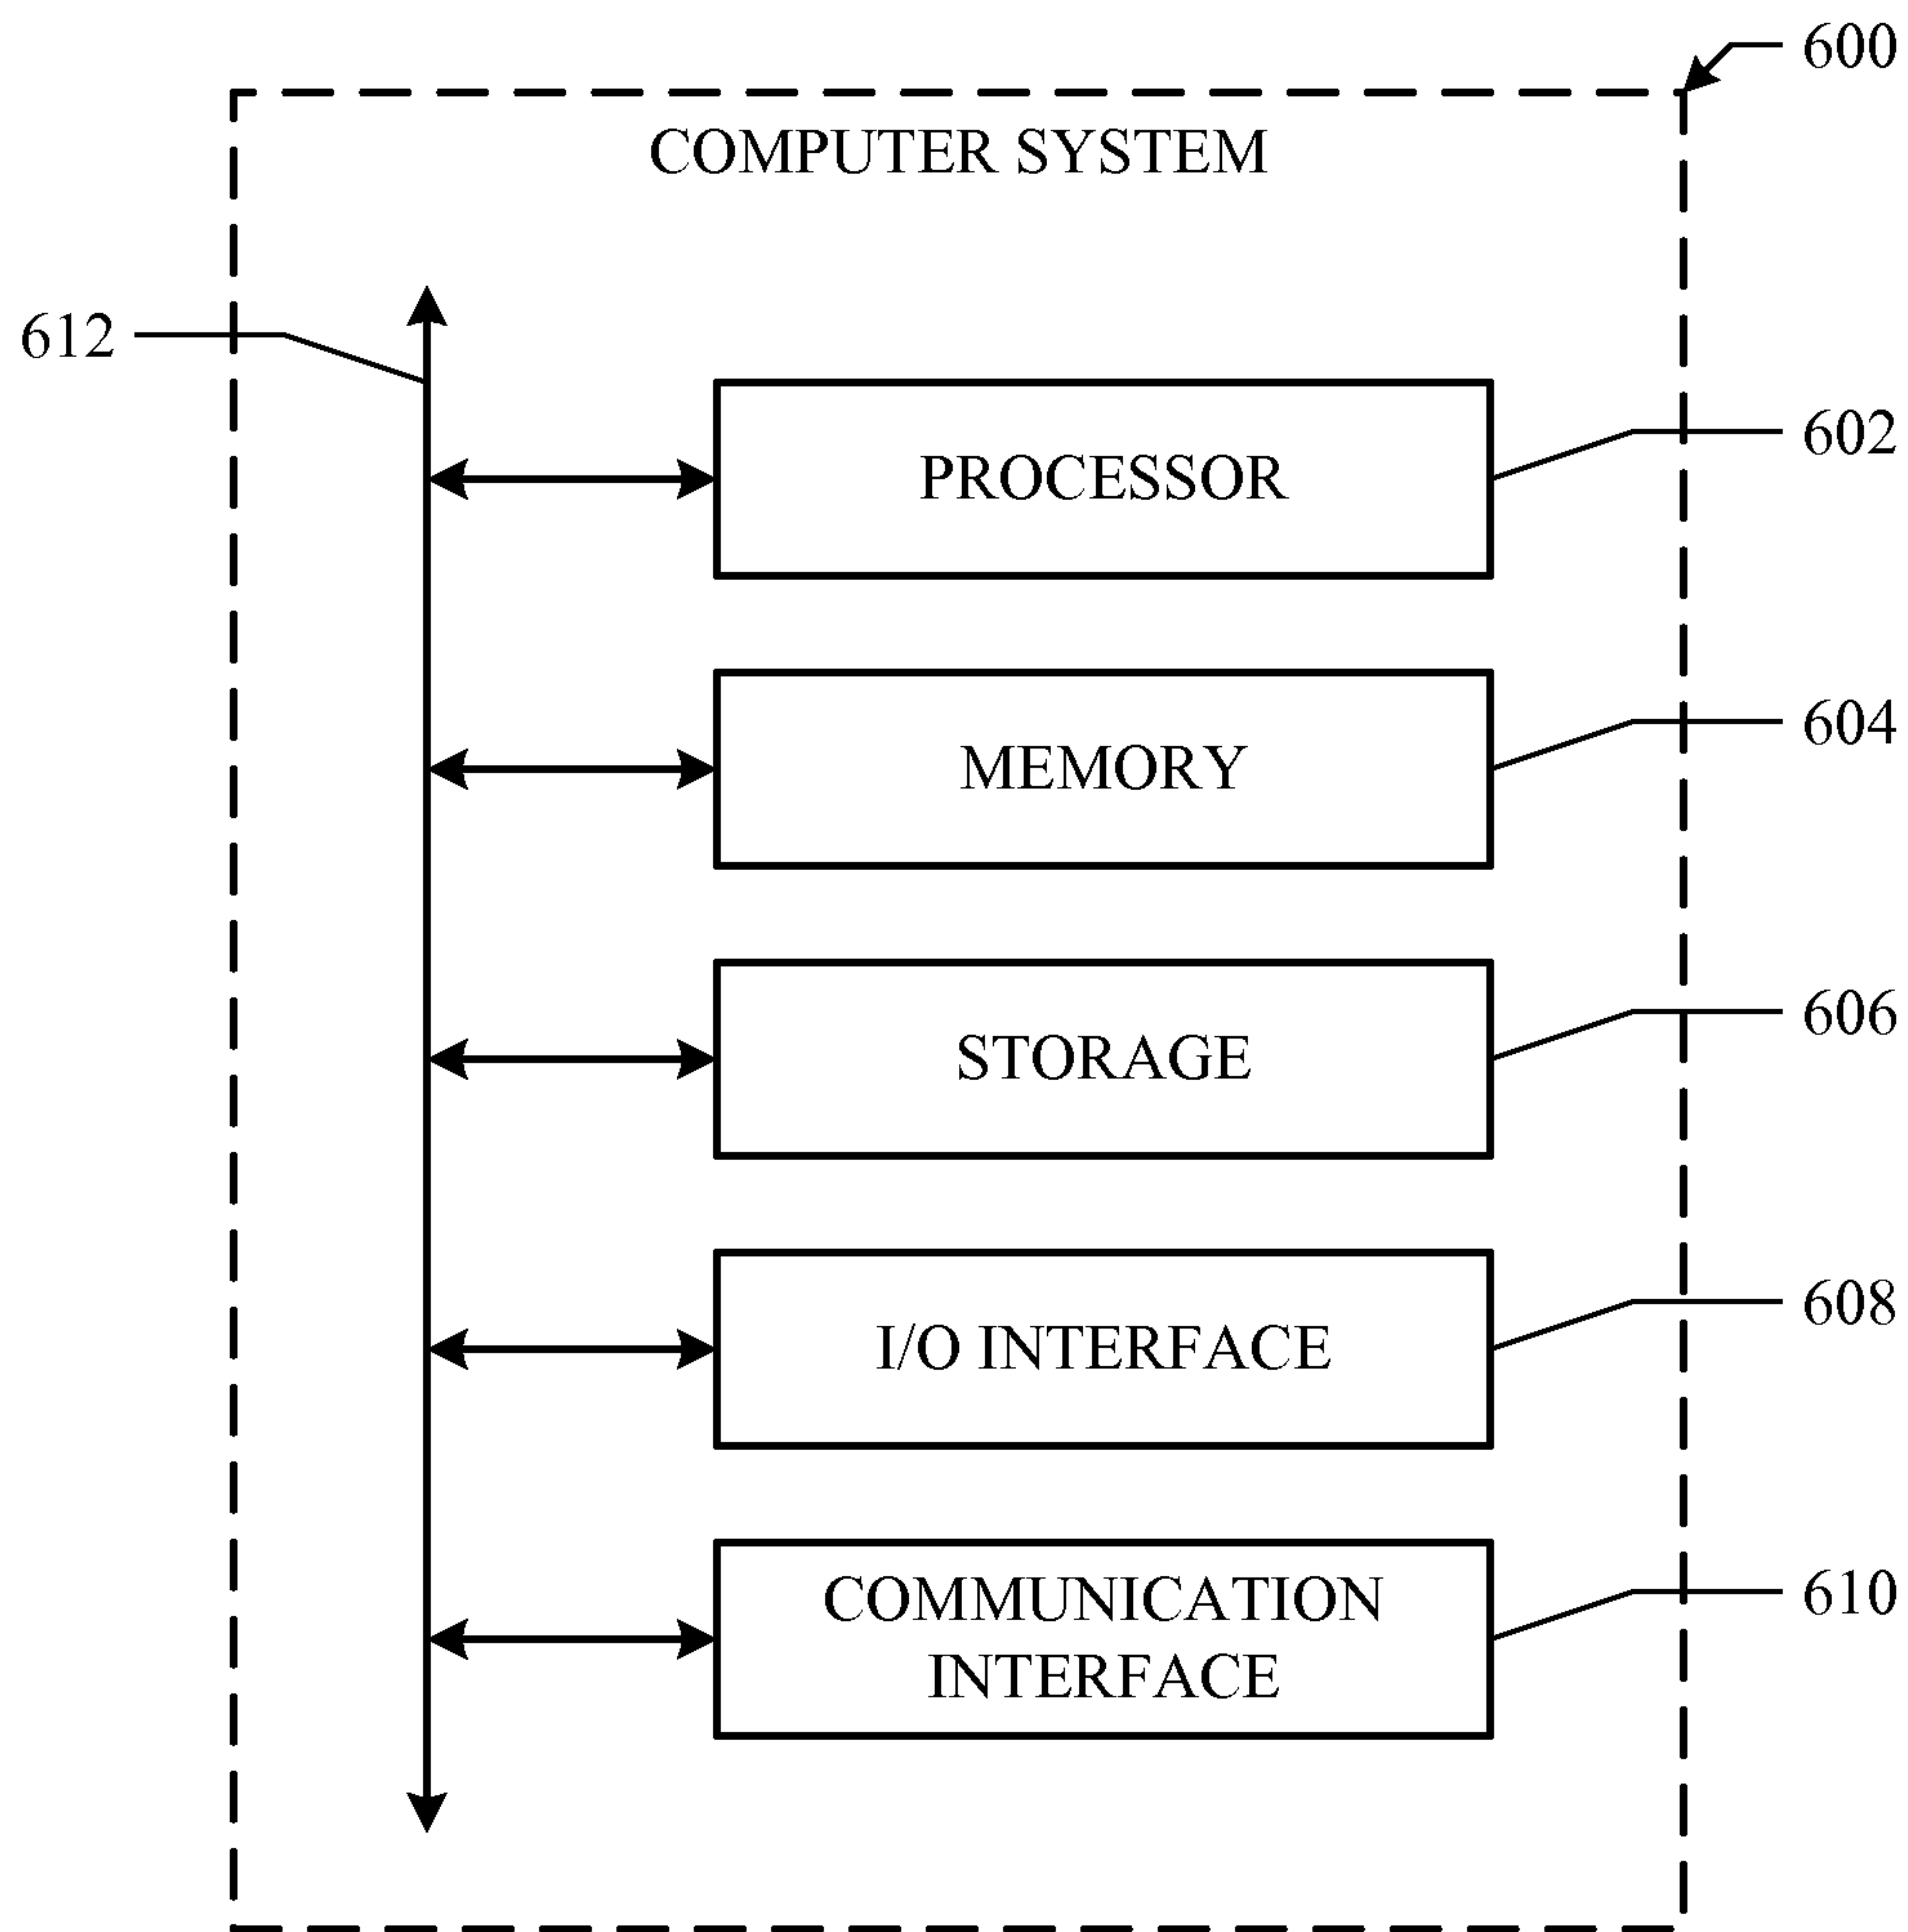 600
COMPUTER SYSTEM
612
602
PROCESSOR
604
MEMORY
606
STORAGE
608
I/O INTERFACE
610
COMMUNICATION
INTERFACE